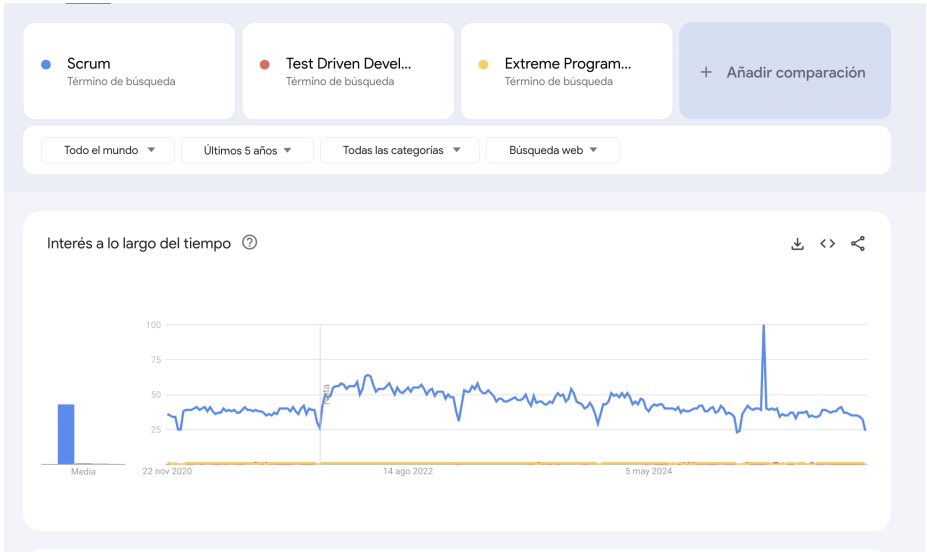 Scrum
Término de búsqueda
Test Driven Devel...
Término de búsqueda
Extreme Program...
Término de búsqueda
+ Añadir comparación
Todo el mundo
Últimos 5 años
Todas las categorías
Búsqueda web
Interés a lo largo del tiempo
100
75
50
25
Nota
Media
22 nov 2020
14 ago 2022
5 may 2024